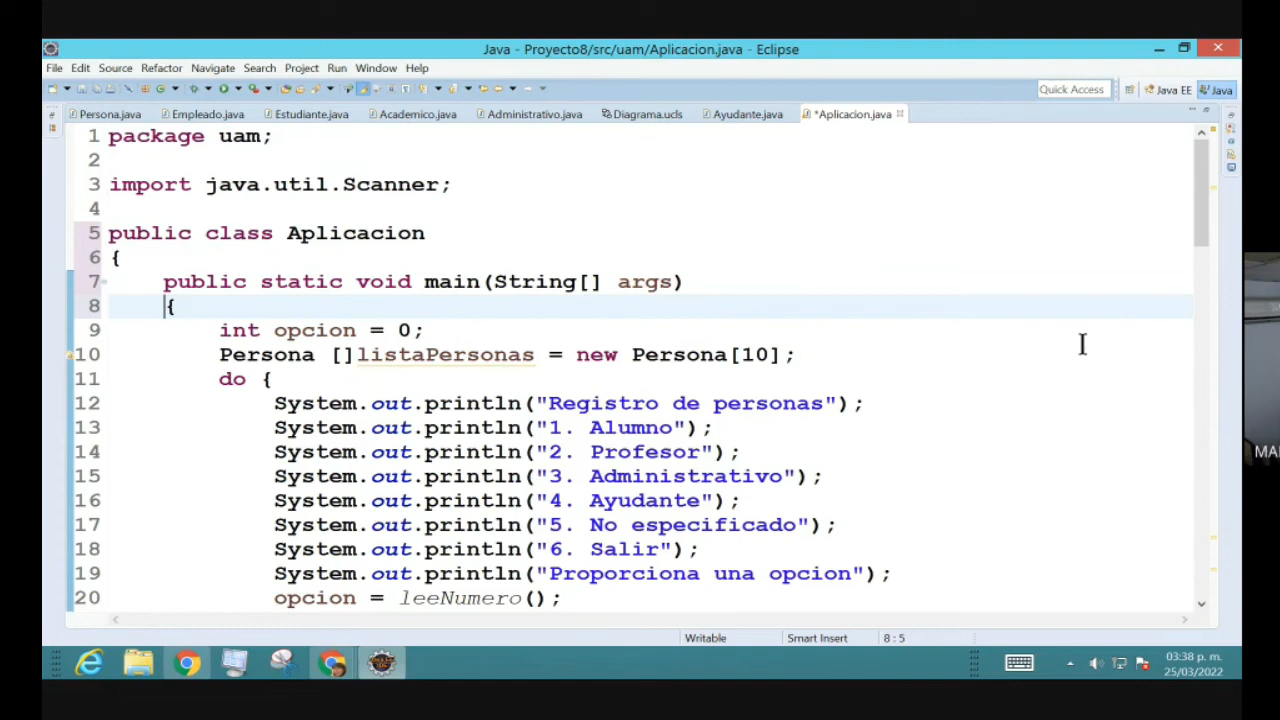 Java - Proyecto8/src/uam/Aplicacion.java - Eclipse
File Edit Source Refactor Navigate Search Project Run Window Help
Quick Access Java EE Java
Persona.java Empleado.java Estudiante.java Academico.java Administrativo.java Diagrama.ucls Ayudante.java *Aplicacion.java
1 package uam;
2
3 import java.util.Scanner;
4
5 public class Aplicacion
6 {
7 public static void main(String[] args)
8 {
9 int opcion = 0;
10 Persona []listaPersonas = new Persona[10];
11 do {
12 System.out.println("Registro de personas");
13 System.out.println("1. Alumno");
14 System.out.println("2. Profesor");
15 System.out.println("3. Administrativo");
16 System.out.println("4. Ayudante");
17 System.out.println("5. No especificado");
18 System.out.println("6. Salir");
19 System.out.println("Proporciona una opcion");
20 opcion = leeNumero();
MA
Writable Smart Insert 8 : 5
03:38 p. m.
25/03/2022